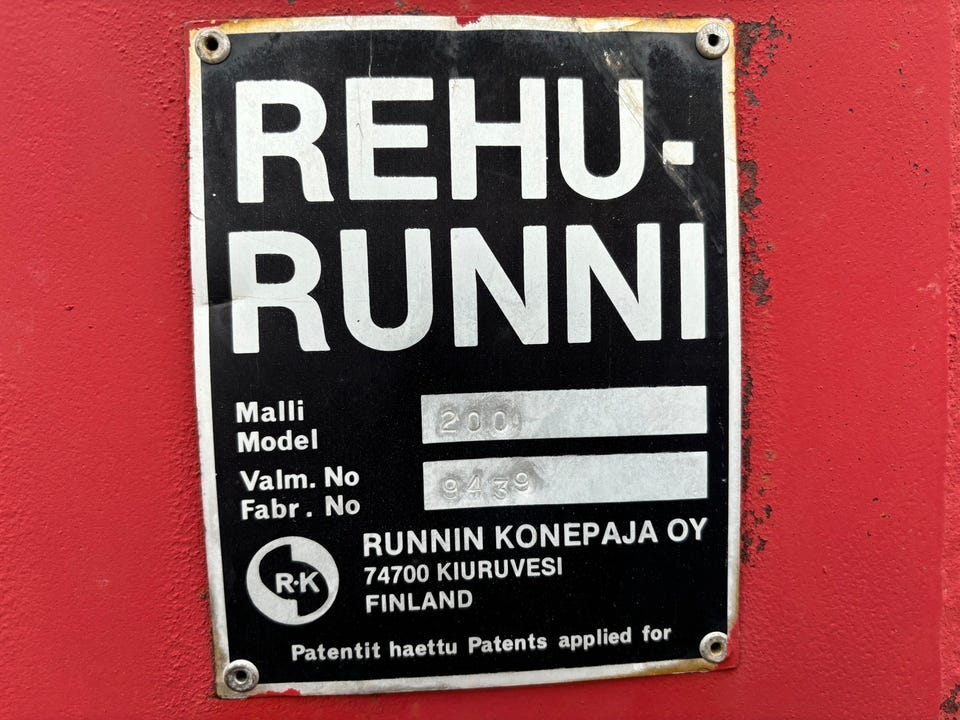 REHU-
RUNNI
Malli
Model
200
Valm. No
Fabr. No
9439
R·K
RUNNIN KONEPAJA OY
74700 KIURUVESI
FINLAND
Patentit haettu Patents applied for